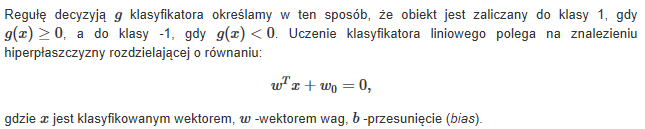 Regułę decyzyją g klasyfikatora określamy w ten sposób, że obiekt jest zaliczany do klasy 1, gdy
g(x) ≥ 0, a do klasy -1, gdy g(x) < 0. Uczenie klasyfikatora liniowego polega na znalezieniu
hiperpłaszczyzny rozdzielającej o równaniu:
w^T x + w_0 = 0,
gdzie x jest klasyfikowanym wektorem, w -wektorem wag, b -przesunięcie (bias).